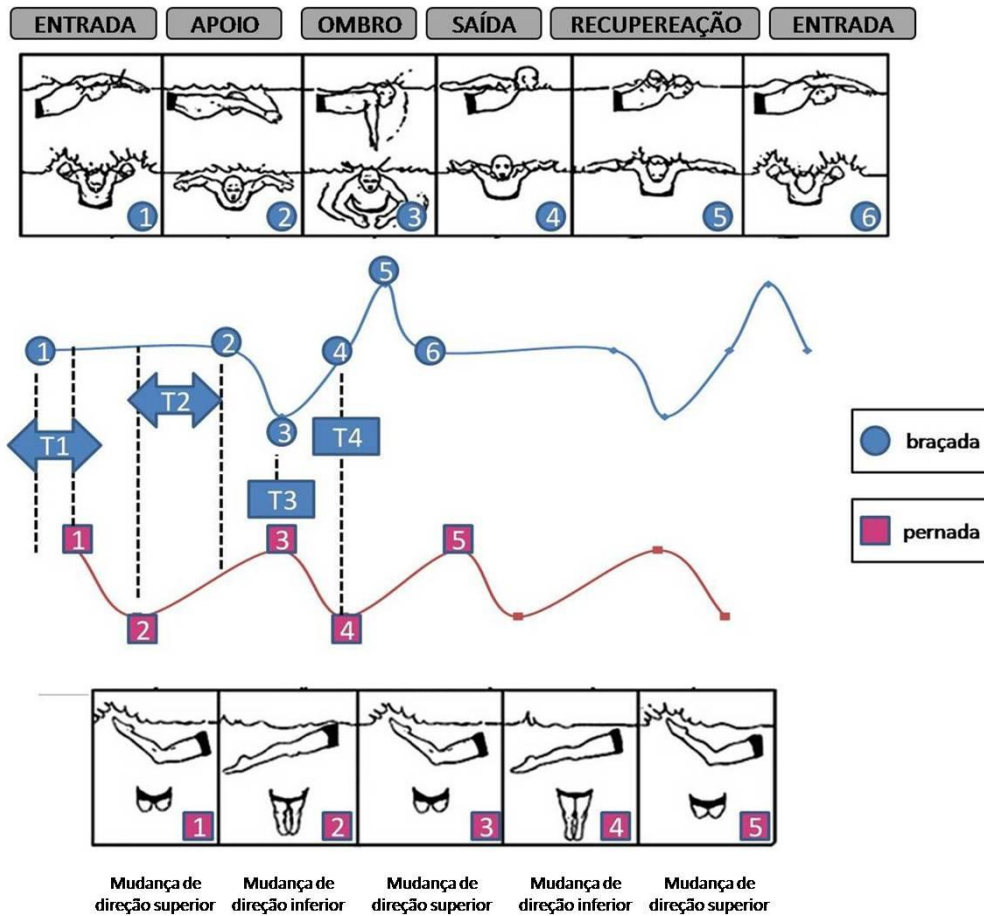 ENTRADA APOIO OMBRO SAÍDA RECUPEREAÇÃO ENTRADA
1 2 3 4 5 6
5
1 2 4 6
T2
3
T1 T4
braçada
T3
1 3 5
pernada
2 4
1 2 3 4 5
Mudança de direção superior
Mudança de direção inferior
Mudança de direção superior
Mudança de direção inferior
Mudança de direção superior